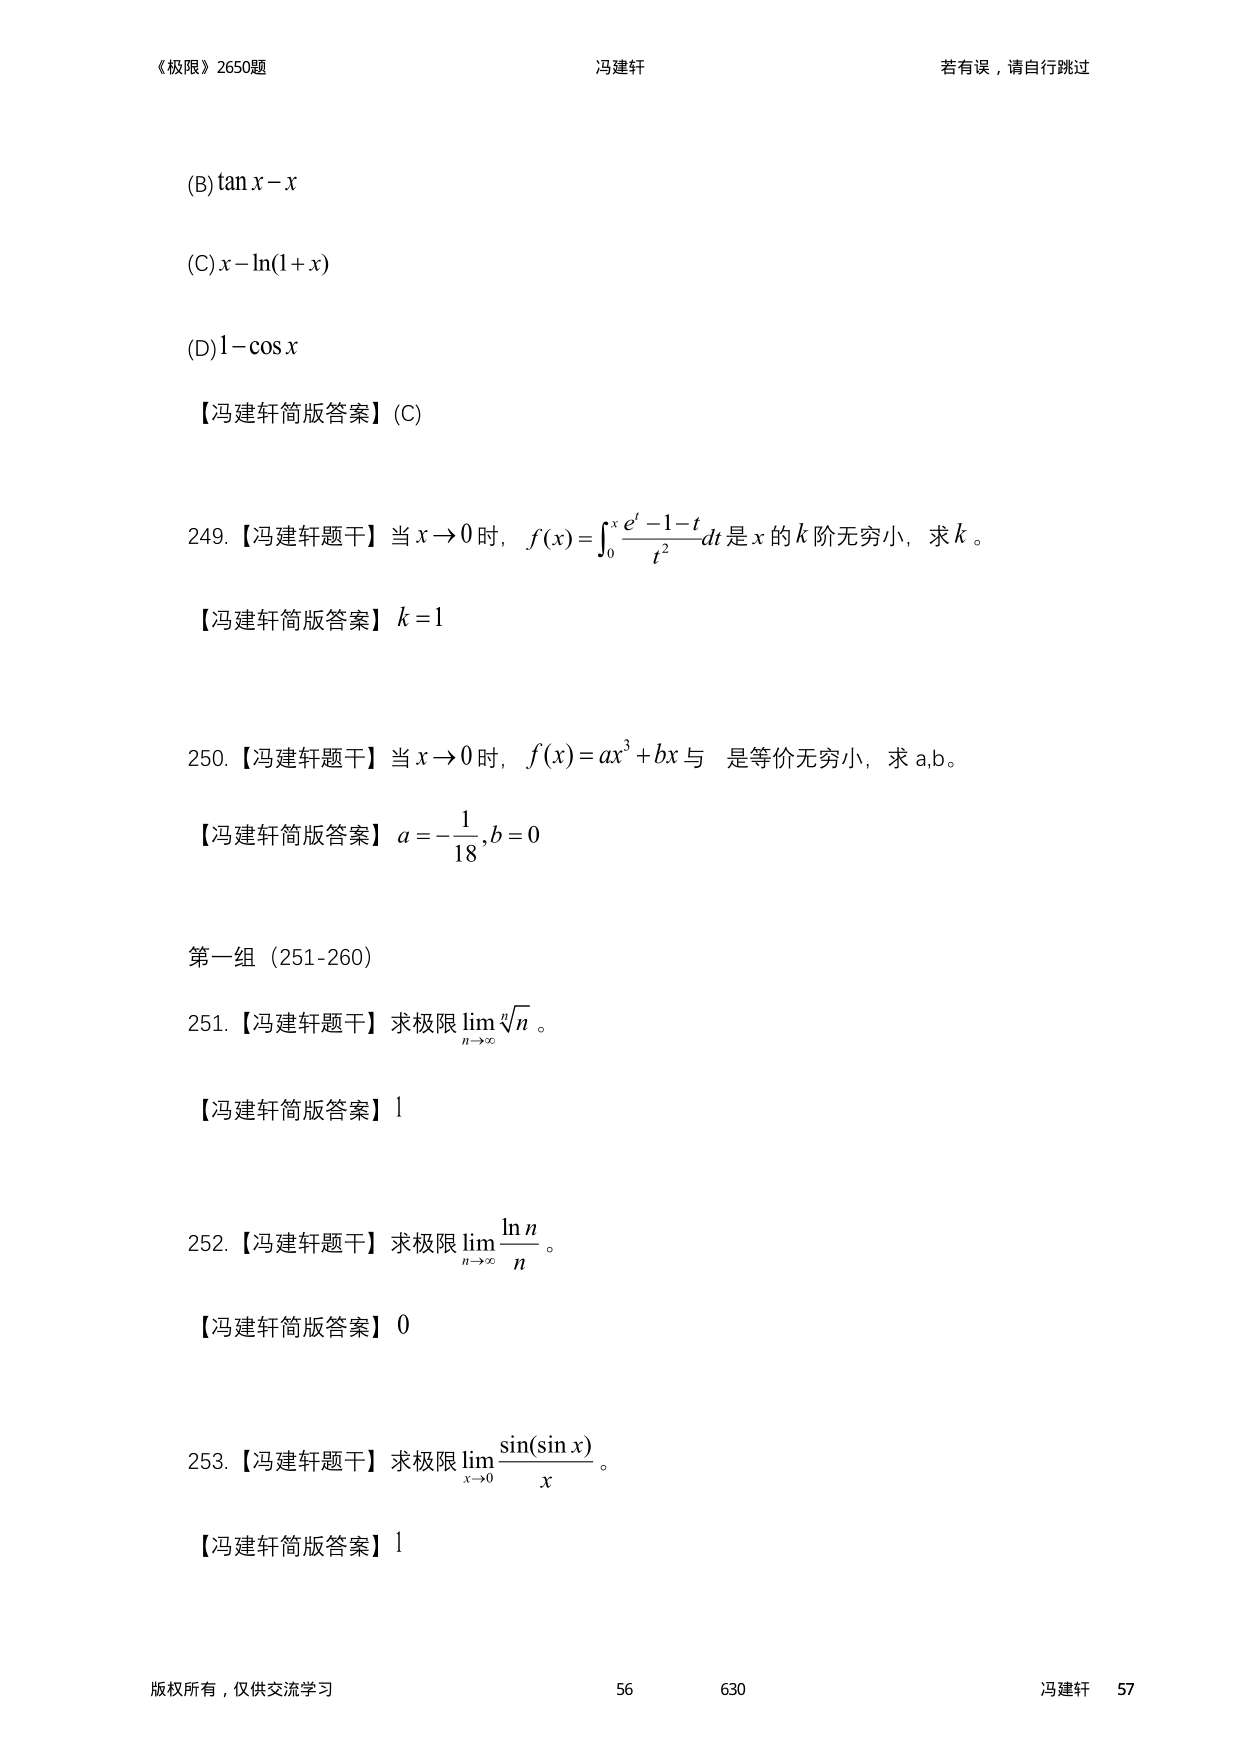 《极限》2650题 冯建轩 若有误，请自行跳过
(B) tan x − x
(C) x − ln(1 + x)
(D) 1 − cos x
【冯建轩简版答案】(C)
249.【冯建轩题干】当 x → 0 时， f(x) = ∫₀ˣ (eᵗ − 1 − t)/t² dt 是 x 的 k 阶无穷小，求 k 。
【冯建轩简版答案】 k = 1
250.【冯建轩题干】当 x → 0 时， f(x) = ax³ + bx 与 是等价无穷小，求 a,b。
【冯建轩简版答案】 a = −1/18, b = 0
第一组（251-260）
251.【冯建轩题干】求极限 lim n→∞ ⁿ√n 。
【冯建轩简版答案】1
252.【冯建轩题干】求极限 lim n→∞ ln n / n 。
【冯建轩简版答案】 0
253.【冯建轩题干】求极限 lim x→0 sin(sin x) / x 。
【冯建轩简版答案】1
版权所有，仅供交流学习 56 630 冯建轩 57